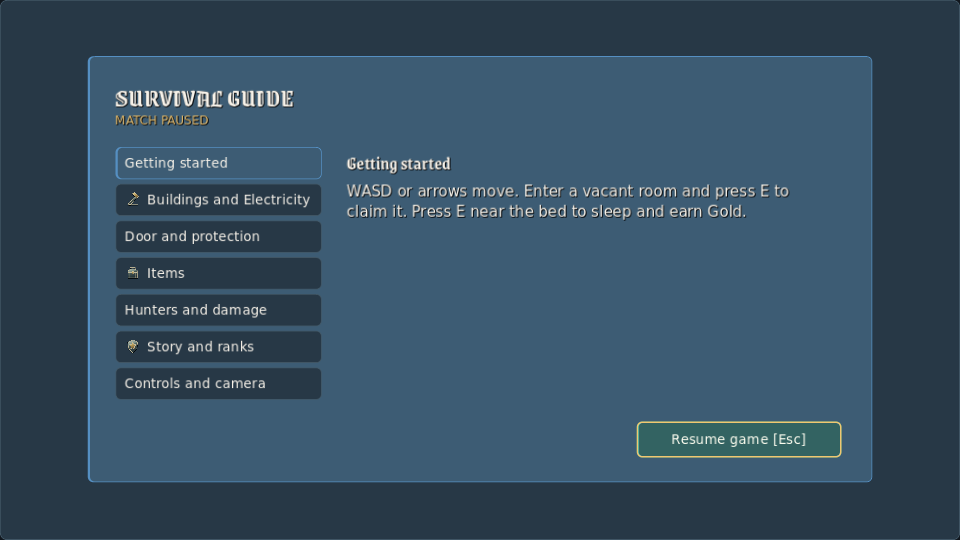 SURVIVAL GUIDE
MATCH PAUSED
Getting started
Buildings and Electricity
Door and protection
Items
Hunters and damage
Story and ranks
Controls and camera
Getting started
WASD or arrows move. Enter a vacant room and press E to
claim it. Press E near the bed to sleep and earn Gold.
Resume game [Esc]